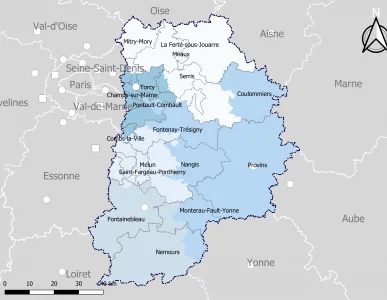 Oise
N
Val-d'Oise
Aisne
Mitry-Mory
La Ferté-sous-Jouarre
Meaux
Seine-Saint-Denis
Serris
Paris
Torcy
Marne
Champs-sur-Marne
Coulommiers
Yvelines
Val-de-Marne
Pontault-Combault
Fontenay-Trésigny
Combs-la-Ville
Melun
Nangis
Provins
Saint-Fargeau-Ponthierry
Essonne
Montereau-Fault-Yonne
Fontainebleau
Aube
Nemours
Loiret
Yonne
0 10 20 30 40 km